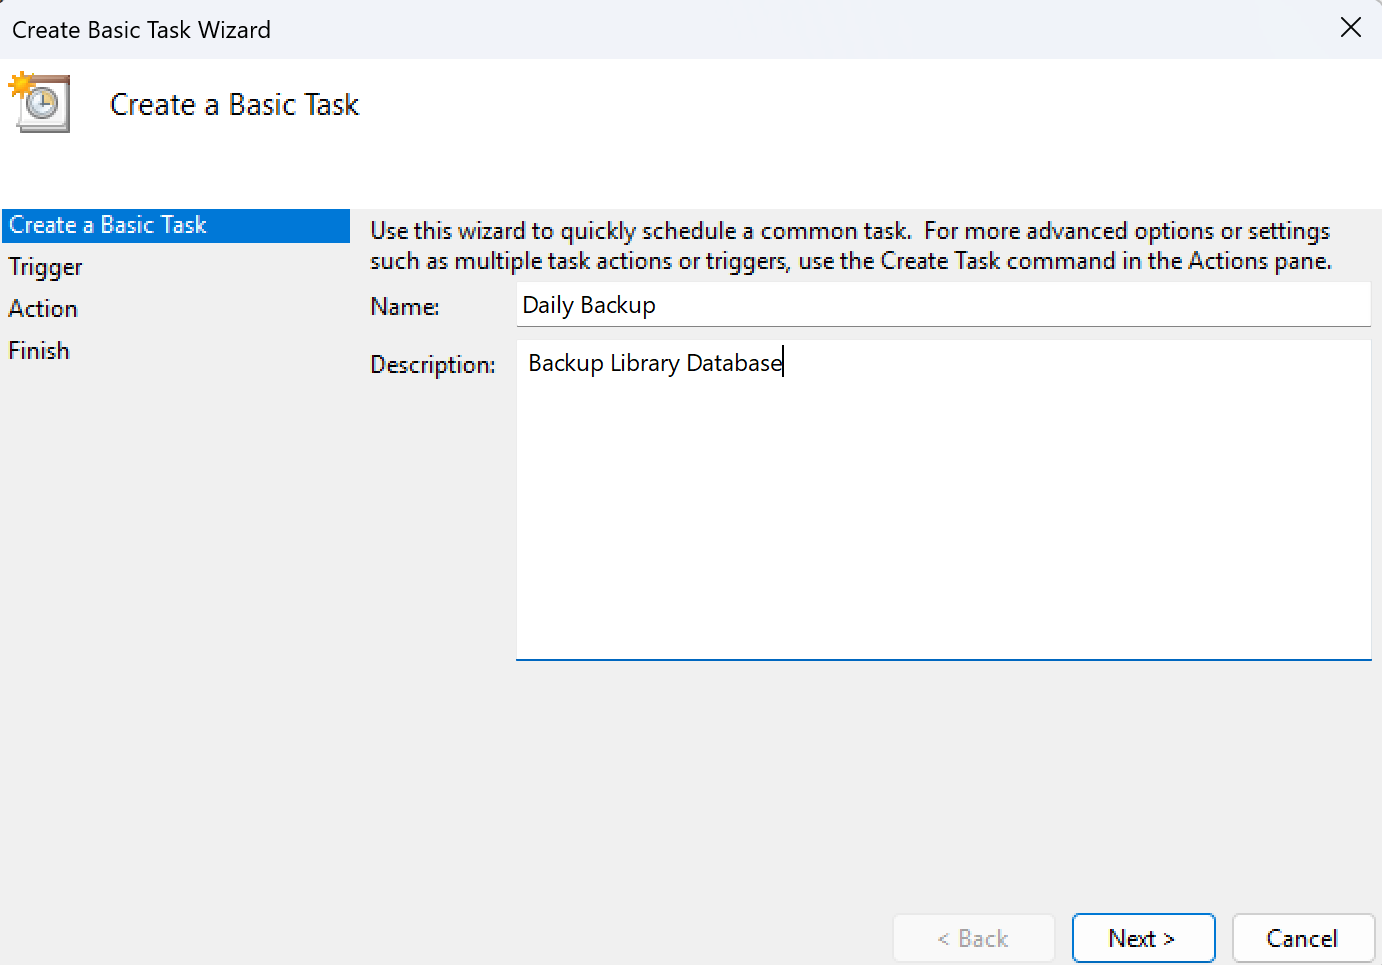 Create Basic Task Wizard
Create a Basic Task
Create a Basic Task
Trigger
Action
Finish
Use this wizard to quickly schedule a common task.  For more advanced options or settings
such as multiple task actions or triggers, use the Create Task command in the Actions pane.
Name: Daily Backup
Description: Backup Library Database
< Back Next > Cancel